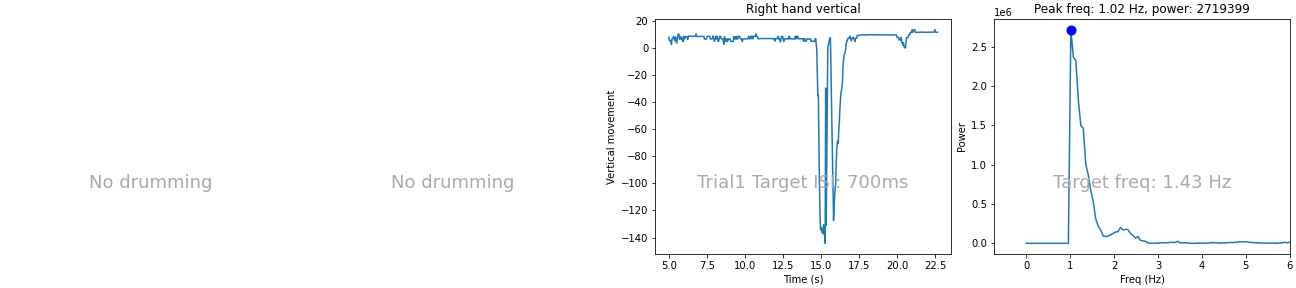 No drumming
No drumming
Right hand vertical
Vertical movement
20
0
−20
−40
−60
−80
−100
−120
−140
Trial1 Target ISI: 700ms
5.0 7.5 10.0 12.5 15.0 17.5 20.0 22.5
Time (s)
Peak freq: 1.02 Hz, power: 2719399
1e6
Power
2.5
2.0
1.5
1.0
0.5
0.0
Target freq: 1.43 Hz
0 1 2 3 4 5 6
Freq (Hz)